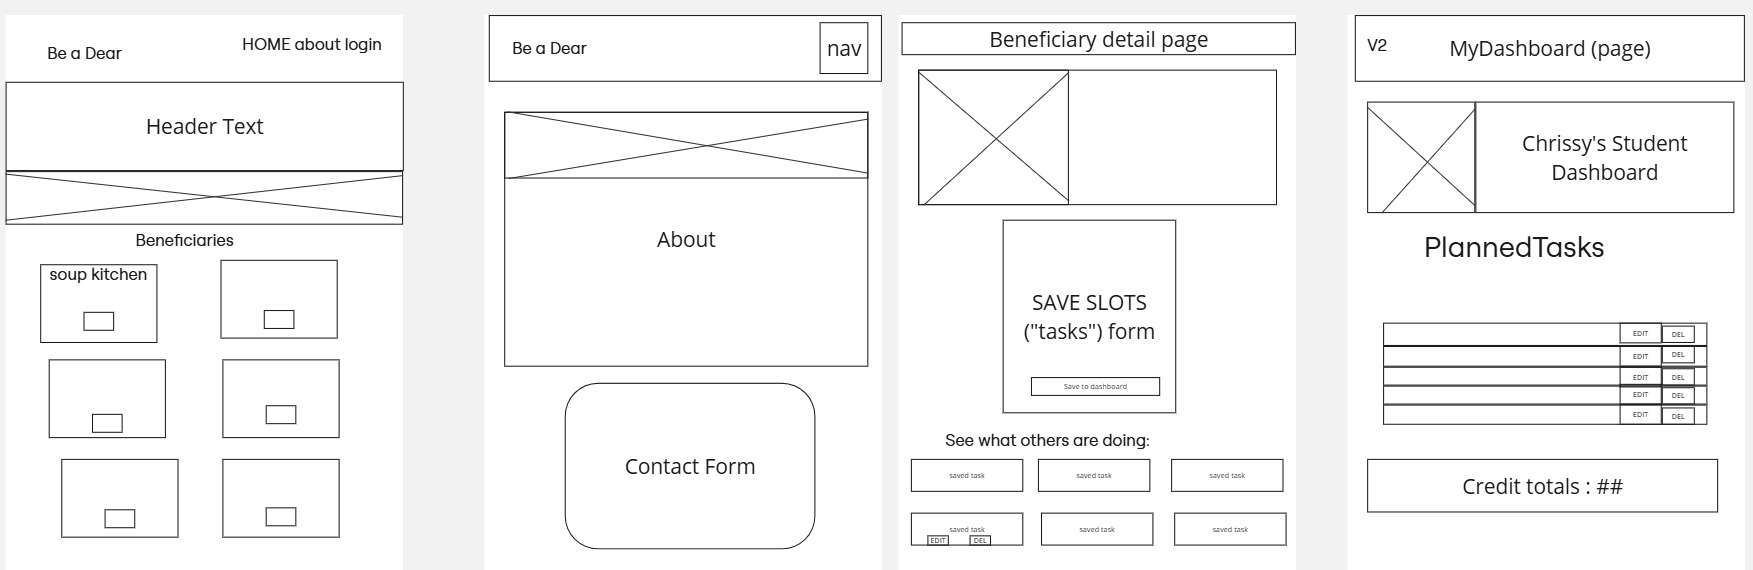 Be a Dear
HOME about login
Header Text
Beneficiaries
soup kitchen
Be a Dear
nav
About
Contact Form
Beneficiary detail page
SAVE SLOTS
("tasks") form
Save to dashboard
See what others are doing:
saved task
saved task
saved task
saved task
EDIT
DEL
saved task
saved task
V2
MyDashboard (page)
Chrissy's Student
Dashboard
PlannedTasks
EDIT
DEL
EDIT
DEL
EDIT
DEL
EDIT
DEL
EDIT
DEL
Credit totals : ##